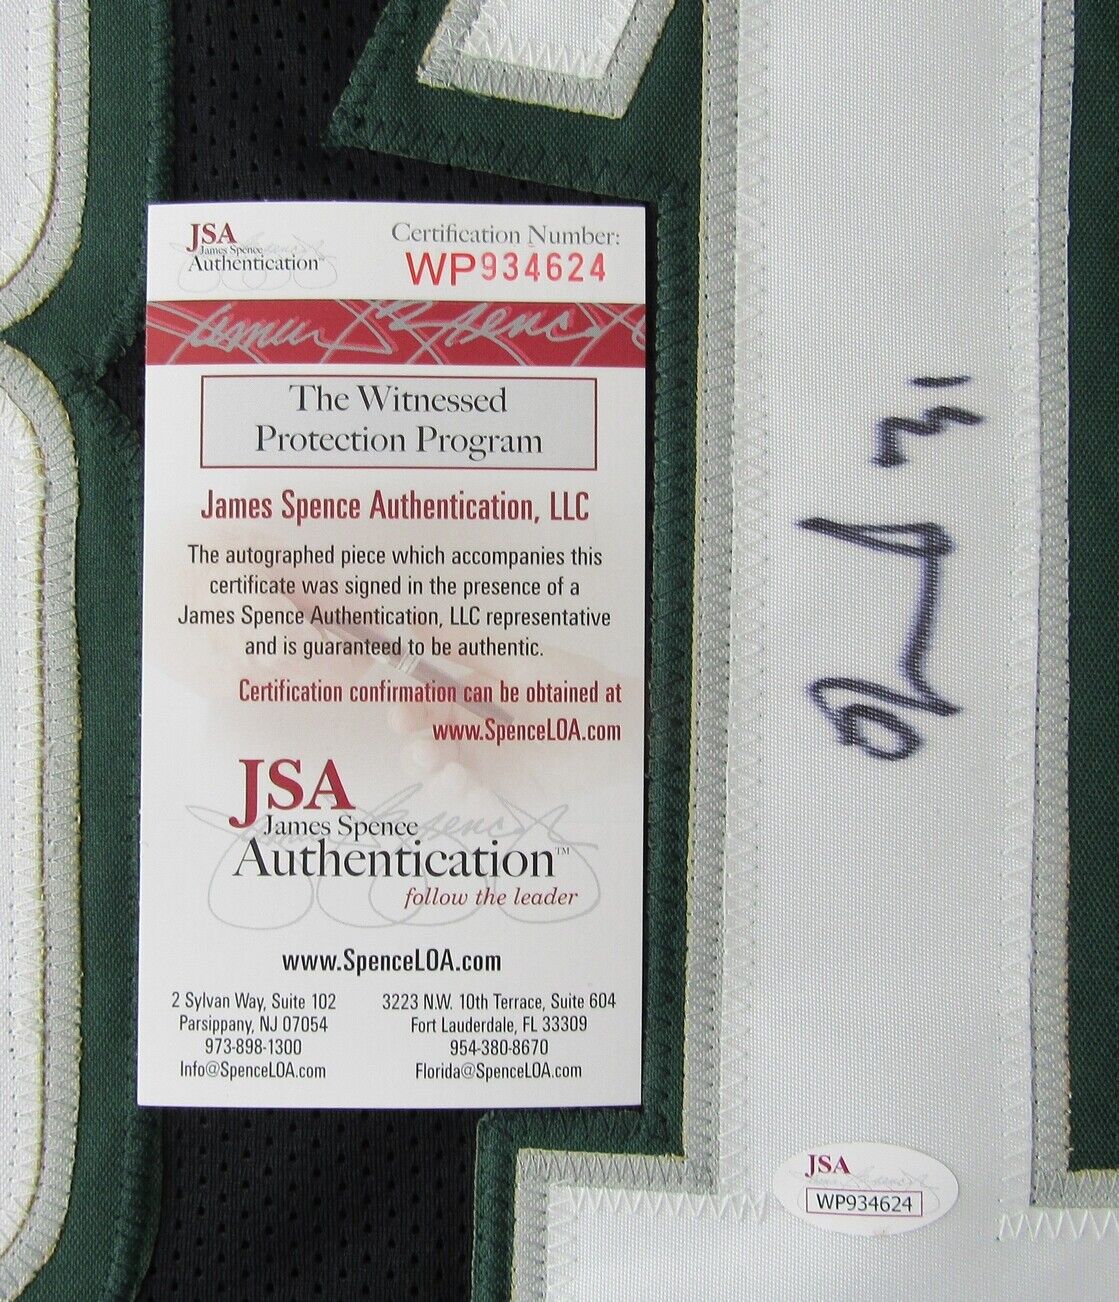 JSA
James Spence
Authentication
Certification Number:
WP934624
The Witnessed
Protection Program
James Spence Authentication, LLC
The autographed piece which accompanies this
certificate was signed in the presence of a
James Spence Authentication, LLC representative
and is guaranteed to be authentic.
Certification confirmation can be obtained at
www.SpenceLOA.com
JSA
James Spence
Authentication™
follow the leader
www.SpenceLOA.com
2 Sylvan Way, Suite 102
Parsippany, NJ 07054
973-898-1300
Info@SpenceLOA.com
3223 N.W. 10th Terrace, Suite 604
Fort Lauderdale, FL 33309
954-380-8670
Florida@SpenceLOA.com
JSA
WP934624